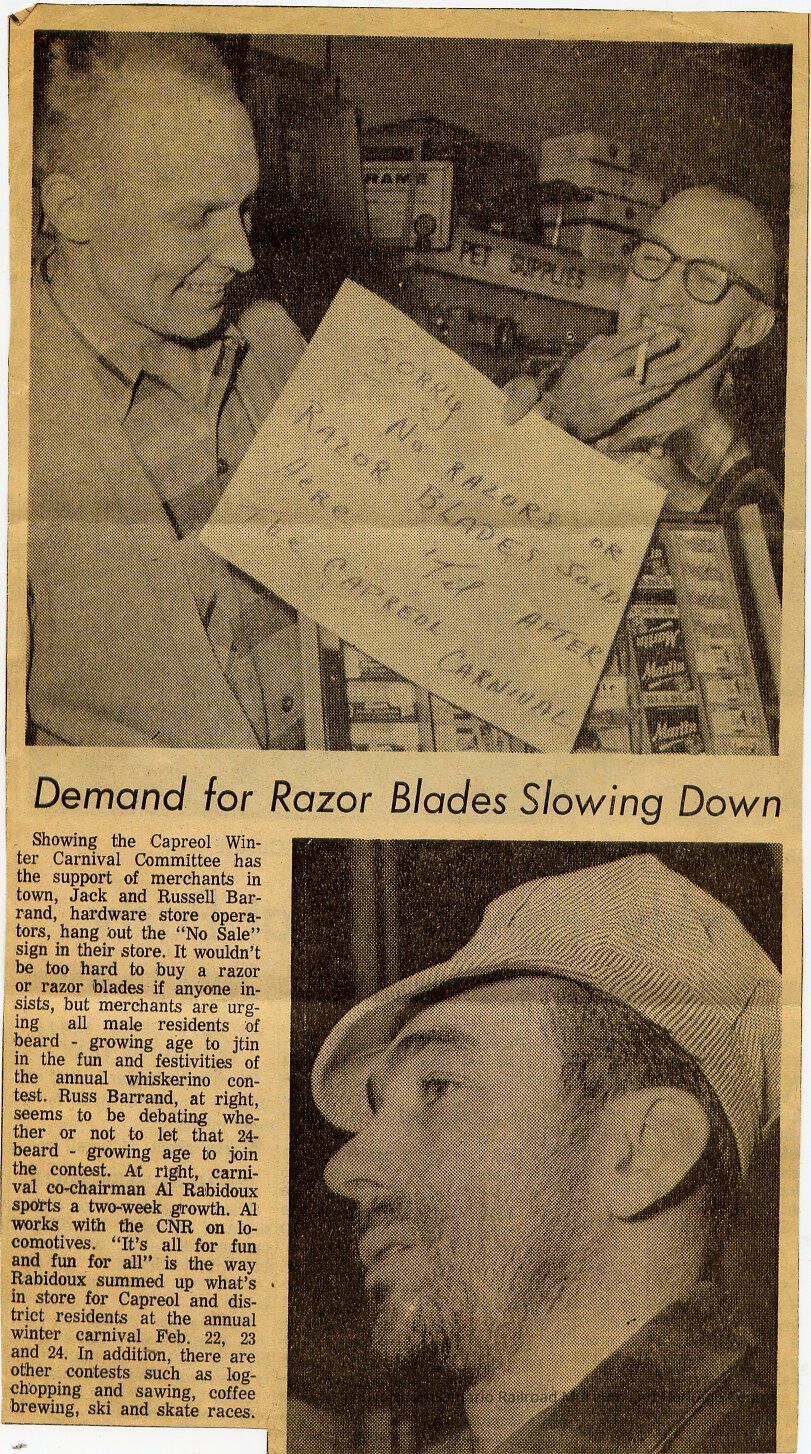 NAME
PET SUPPLIES
SORRY
NO RAZORS OR
RAZOR BLADES SOLD
HERE 'Til AFTER
THE CAPREOL CARNIVAL
Mantis
Demand for Razor Blades Slowing Down
Showing the Capreol Win-
ter Carnival Committee has
the support of merchants in
town, Jack and Russell Bar-
rand, hardware store opera-
tors, hang out the "No Sale"
sign in their store. It wouldn't
be too hard to buy a razor
or razor blades if anyone in-
sists, but merchants are urg-
ing all male residents of
beard - growing age to jtin
in the fun and festivities of
the annual whiskerino con-
test. Russ Barrand, at right,
seems to be debating whe-
ther or not to let that 24-
beard - growing age to join
the contest. At right, carni-
val co-chairman Al Rabidoux
sports a two-week growth. Al
works with the CNR on lo-
comotives. "It's all for fun
and fun for all" is the way
Rabidoux summed up what's
in store for Capreol and dis-
trict residents at the annual
winter carnival Feb. 22, 23
and 24. In addition, there are
other contests such as log-
chopping and sawing, coffee
brewing, ski and skate races.
Railroad